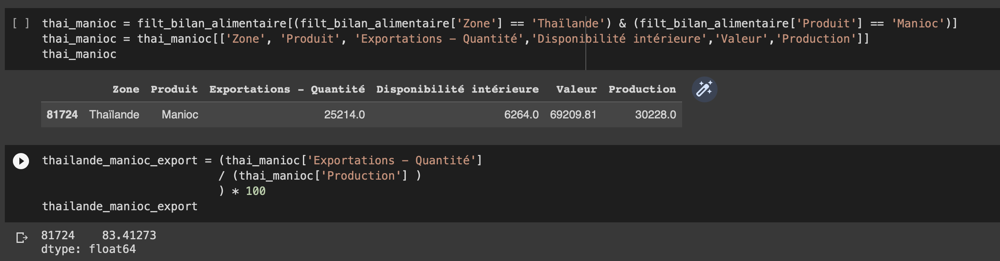 [ ] thai_manioc = filt_bilan_alimentaire[(filt_bilan_alimentaire['Zone'] == 'Thaïlande') & (filt_bilan_alimentaire['Produit'] == 'Manioc')]
thai_manioc = thai_manioc[['Zone', 'Produit', 'Exportations - Quantité','Disponibilité intérieure','Valeur','Production']]
thai_manioc
Zone Produit Exportations - Quantité Disponibilité intérieure Valeur Production
81724 Thaïlande Manioc 25214.0 6264.0 69209.81 30228.0
thailande_manioc_export = (thai_manioc['Exportations - Quantité']
/ (thai_manioc['Production'] )
) * 100
thailande_manioc_export
81724 83.41273
dtype: float64